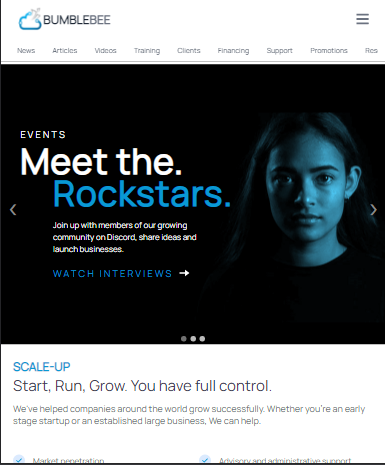 BUMBLEBEE
News Articles Videos Training Clients Financing Support Promotions Res
EVENTS
Meet the.
Rockstars.
Join up with members of our growing
community on Discord, share ideas and
launch businesses.
WATCH INTERVIEWS
SCALE-UP
Start, Run, Grow. You have full control.
We've helped companies around the world grow successfully. Whether you're an early
stage startup or an established large business, We can help.
Market penetration Advisory and administrative support